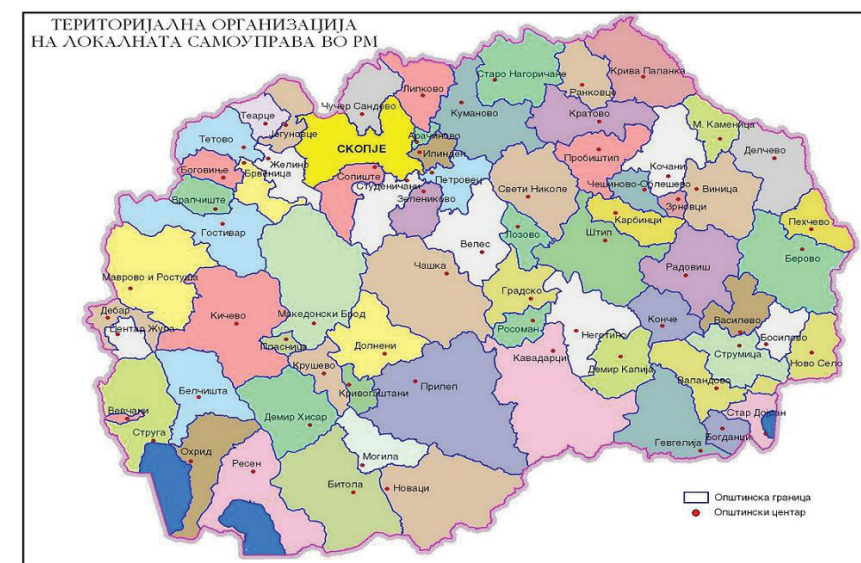 ТЕРИТОРИЈАЛНА ОРГАНИЗАЦИЈА
НА ЛОКАЛНАТА САМОУПРАВА ВО РМ
Чучер Сандево
Липково
Старо Нагоричане
Ранковце
Крива Паланка
Теарце
Јегуновце
Куманово
Кратово
М. Каменица
Тетово
СКОПЈЕ
Арачиново
Илинден
Делчево
Желино
Брвеница
Боговиње
Сопиште
Студеничани
Петровец
Пробиштип
Кочани
Чешиново-Облешево
Виница
Зрновци
Врапчиште
Зелениково
Свети Николе
Карбинци
Пехчево
Гостивар
Велес
Лозово
Штип
Берово
Маврово и Ростуша
Чашка
Радовиш
Градско
Дебар
Центар Жупа
Кичево
Македонски Брод
Росоман
Неготино
Конче
Василево
Босилово
Пласница
Долнени
Кавадарци
Демир Капија
Струмица
Ново Село
Крушево
Кривогаштани
Прилеп
Валандово
Белчишта
Вевчани
Демир Хисар
Стар Дојран
Струга
Богданци
Гевгелија
Охрид
Ресен
Могила
Битола
Новаци
Општинска граница
Општински центар